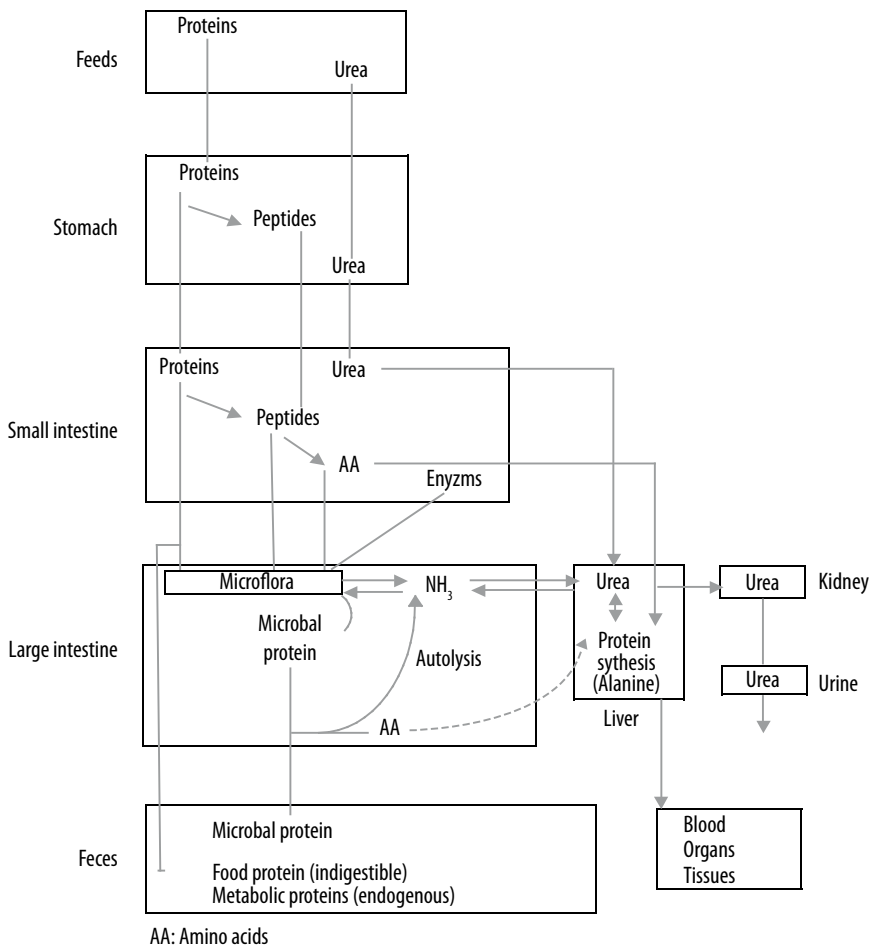 Proteins
Feeds
Urea
Proteins
Stomach
Peptides
Urea
Proteins
Urea
Small intestine
Peptides
AA
Enyzms
Microflora
NH3
Urea
Urea
Kidney
Large intestine
Microbal
protein
Autolysis
AA
Protein
sythesis
(Alanine)
Liver
Urea
Urine
Feces
Microbal protein
Food protein (indigestible)
Metabolic proteins (endogenous)
Blood
Organs
Tissues
AA: Amino acids